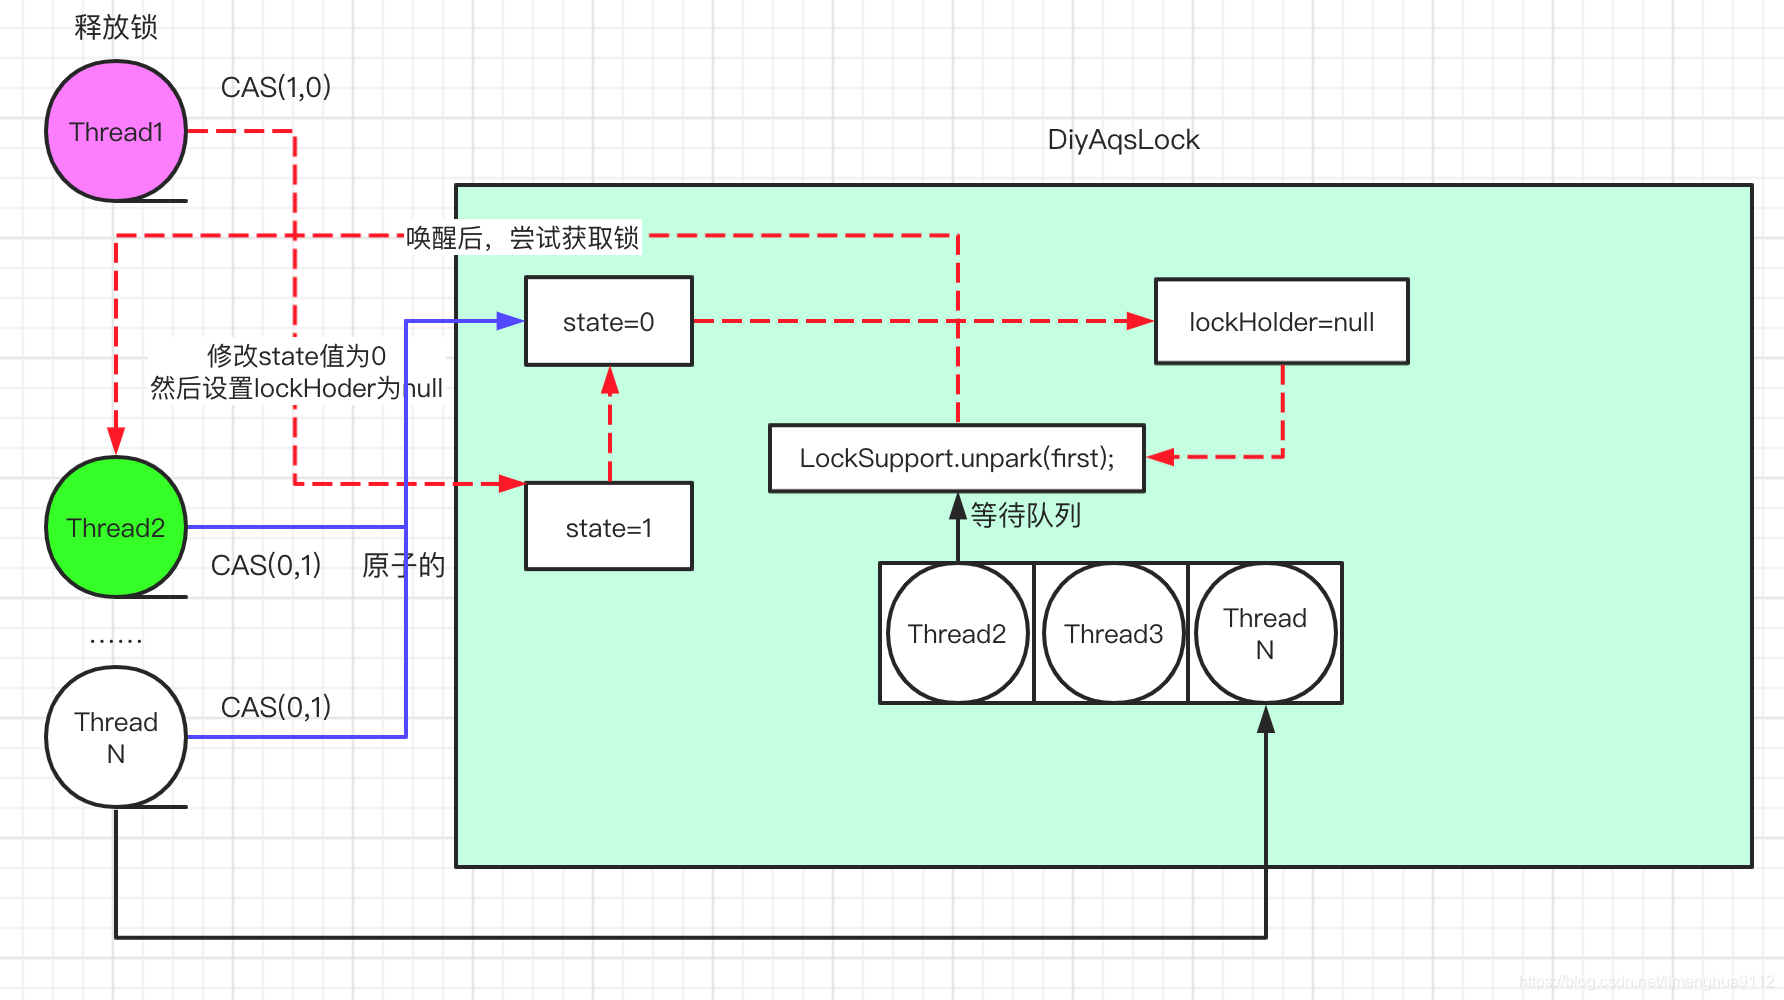 释放锁
CAS(1,0)
Thread1
DiyAqsLock
唤醒后，尝试获取锁
state=0
lockHolder=null
修改state值为0
然后设置lockHoder为null
LockSupport.unpark(first);
等待队列
Thread2
state=1
CAS(0,1)
原子的
Thread2
Thread3
Thread
N
......
CAS(0,1)
Thread
N
https://blog.csdn.net/limenghua9112